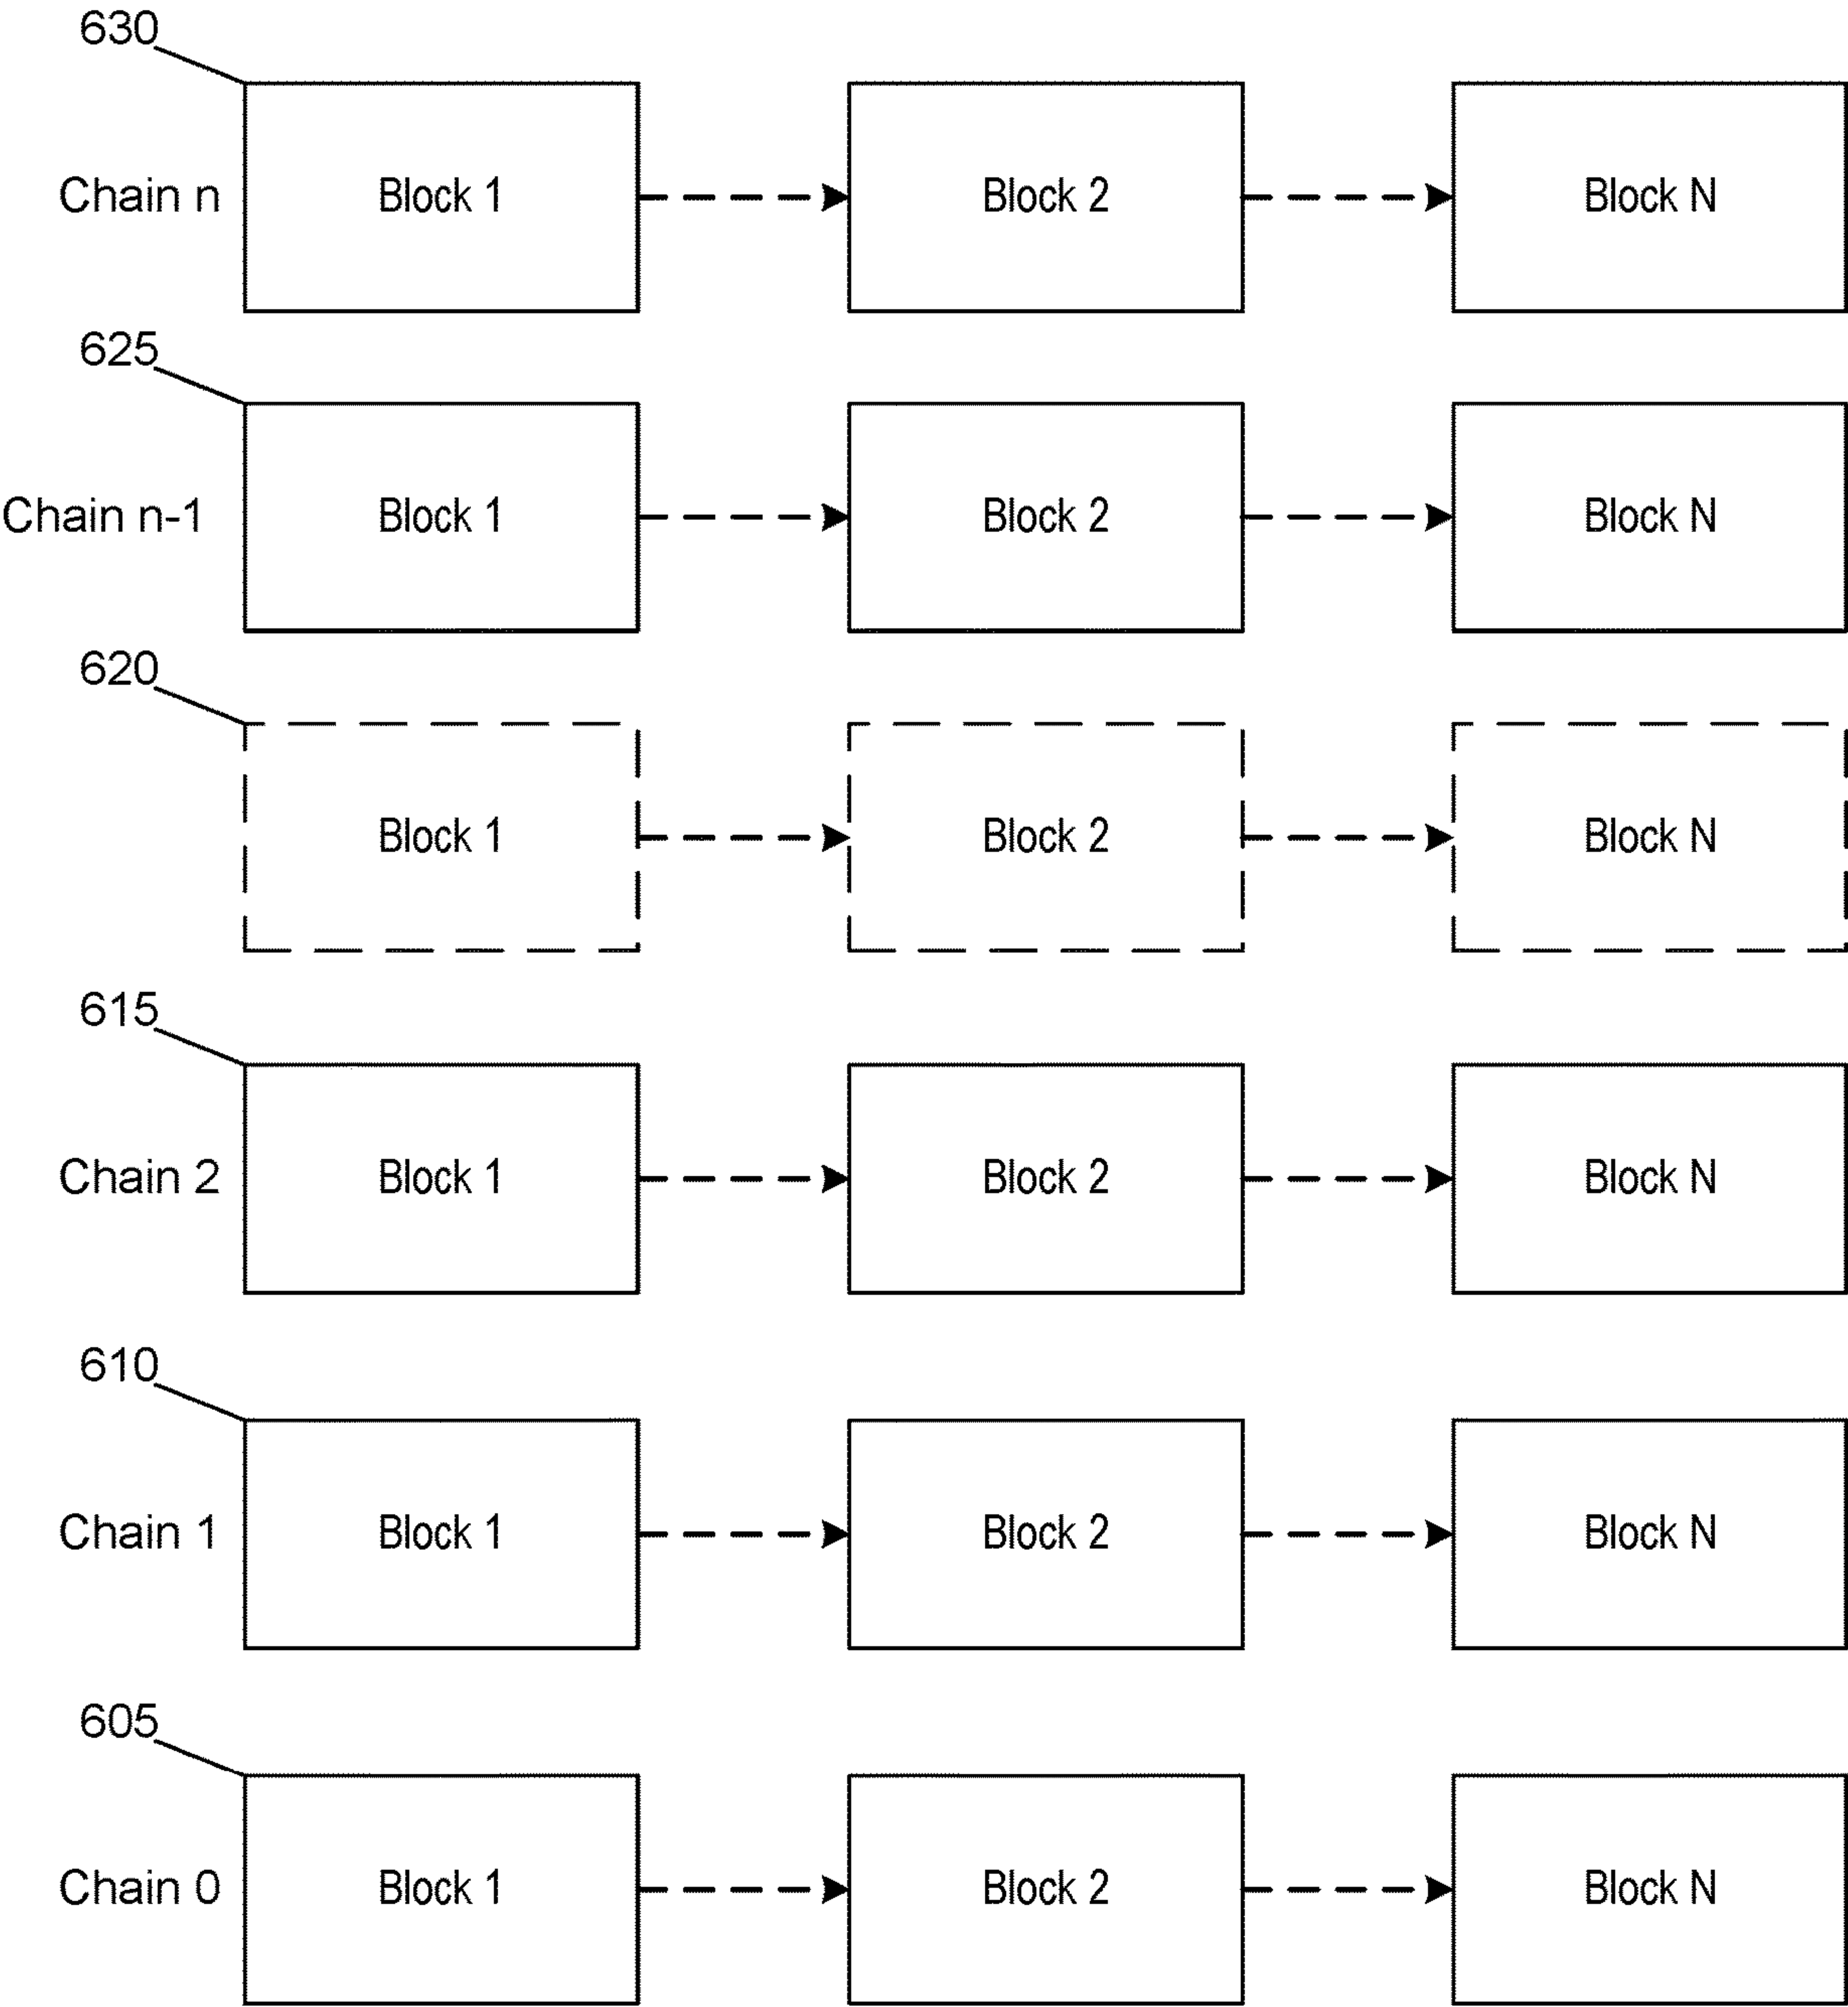 630
Chain n Block 1 Block 2 Block N
625
Chain n-1 Block 1 Block 2 Block N
620
Block 1 Block 2 Block N
615
Chain 2 Block 1 Block 2 Block N
610
Chain 1 Block 1 Block 2 Block N
605
Chain 0 Block 1 Block 2 Block N